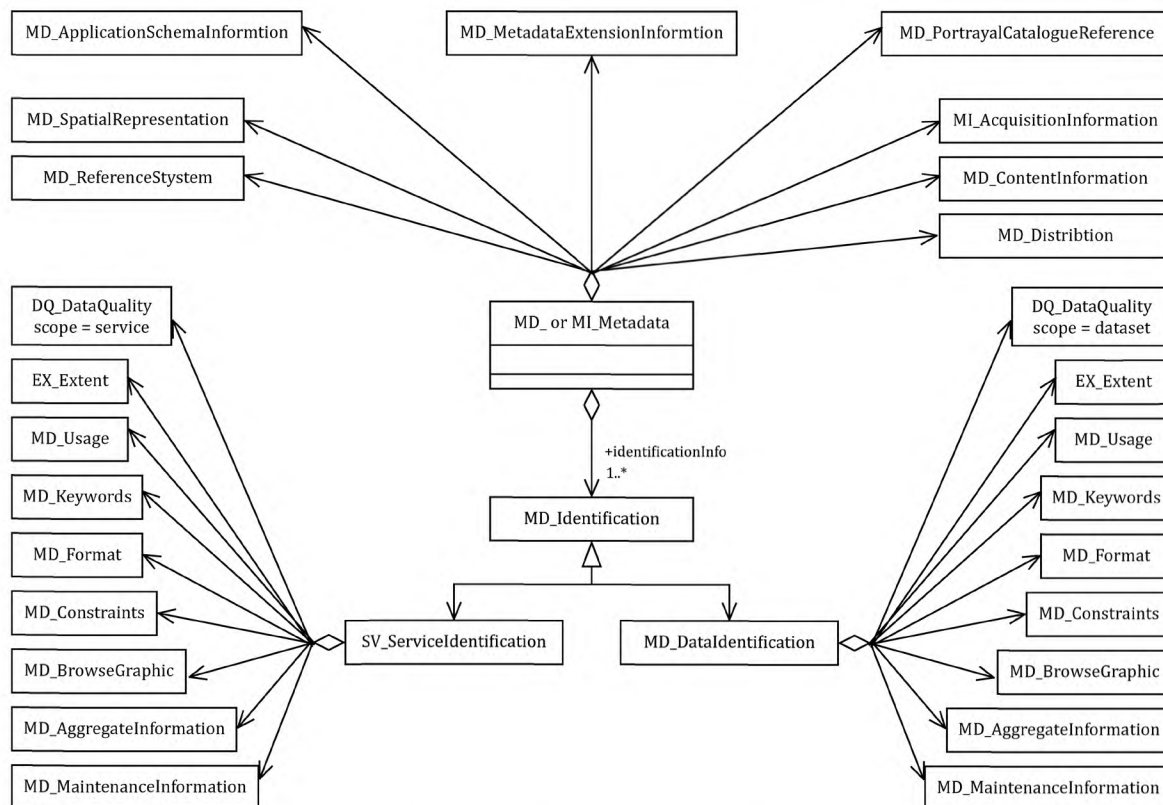 MD_ApplicationSchemaInformtion
MD_MetadataExtensionInformtion
MD_PortrayalCatalogueReference
MD_SpatialRepresentation
MI_AcquisitionInformation
MD_ReferenceStystem
MD_ContentInformation
MD_Distribtion
DQ_DataQuality
scope = service
MD_ or MI_Metadata
DQ_DataQuality
scope = dataset
EX_Extent
EX_Extent
MD_Usage
+identificationInfo
1..*
MD_Usage
MD_Keywords
MD_Identification
MD_Keywords
MD_Format
MD_Format
MD_Constraints
MD_Constraints
SV_ServiceIdentification
MD_DataIdentification
MD_BrowseGraphic
MD_BrowseGraphic
MD_AggregateInformation
MD_AggregateInformation
MD_MaintenanceInformation
MD_MaintenanceInformation